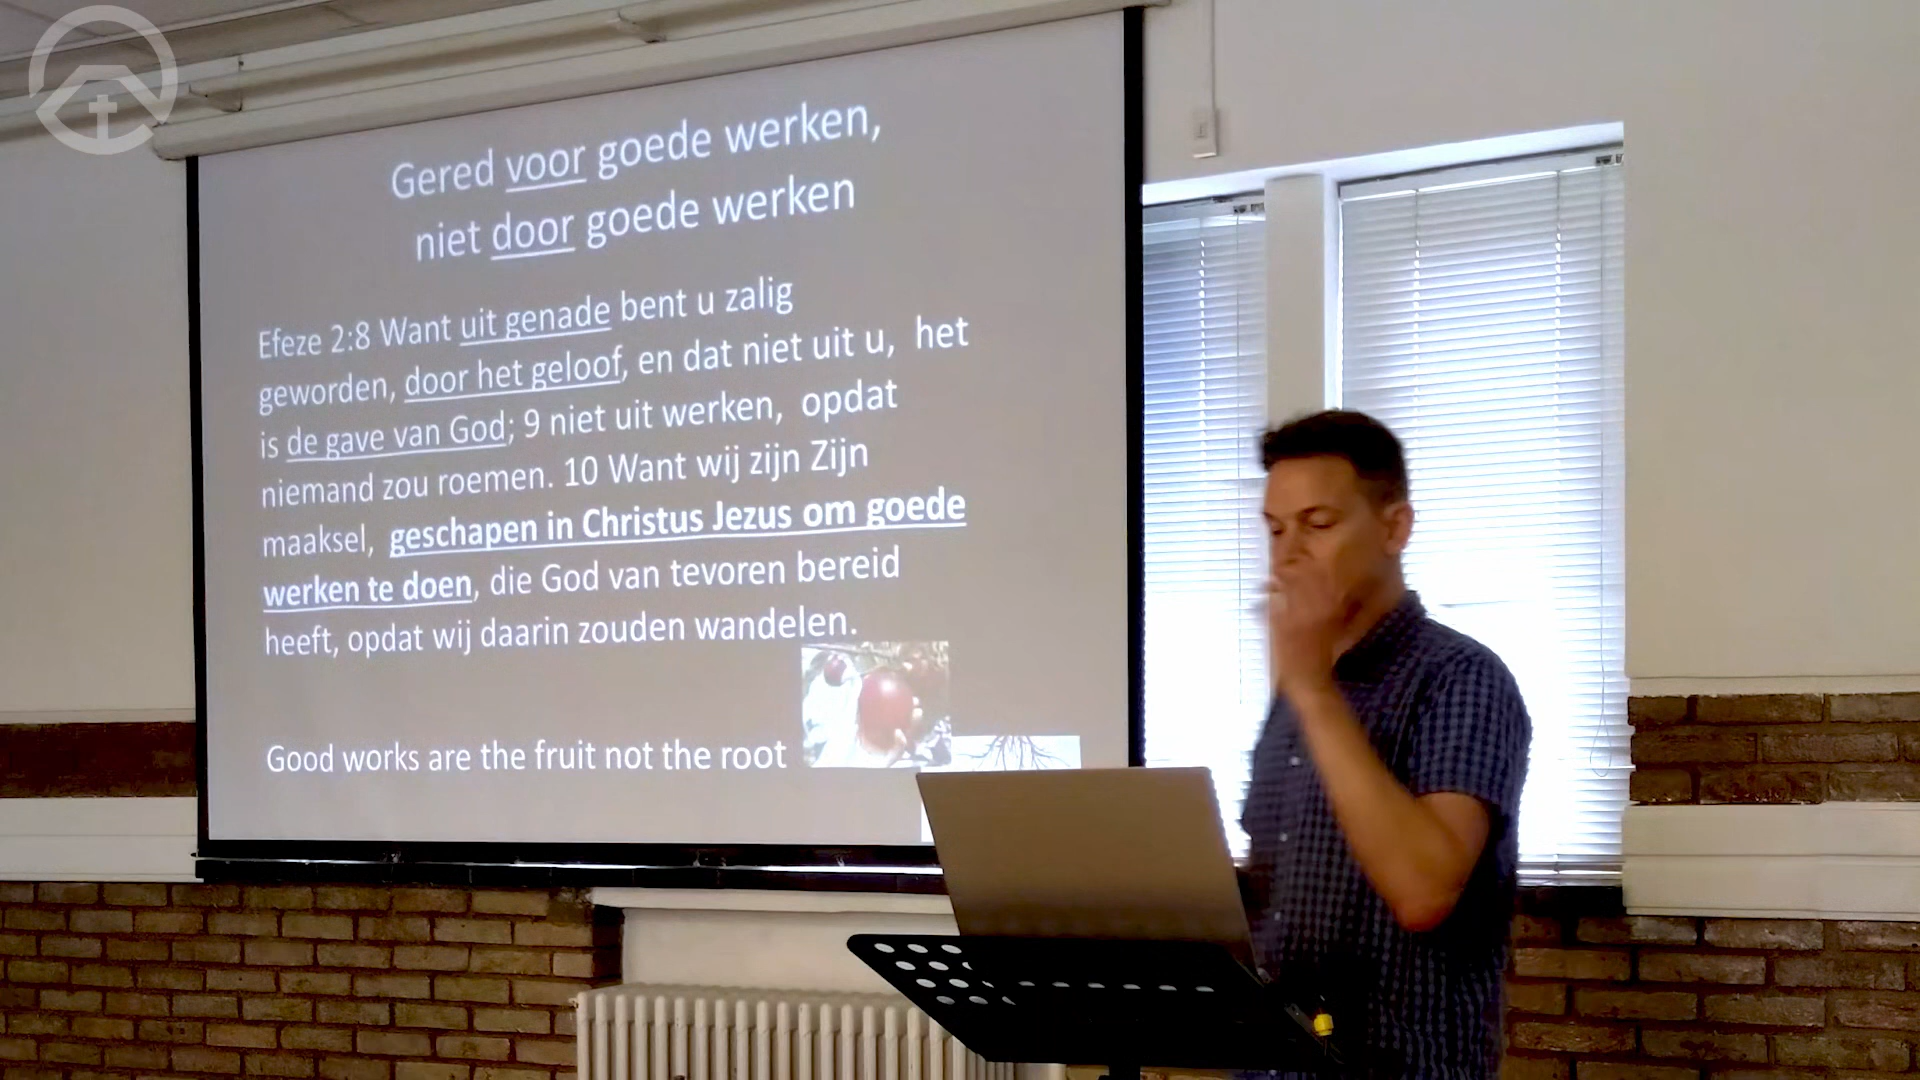 Gered voor goede werken,
niet door goede werken
Efeze 2:8 Want uit genade bent u zalig
geworden, door het geloof, en dat niet uit u, het
is de gave van God; 9 niet uit werken, opdat
niemand zou roemen. 10 Want wij zijn Zijn
maaksel, geschapen in Christus Jezus om goede
werken te doen, die God van tevoren bereid
heeft, opdat wij daarin zouden wandelen.
Good works are the fruit not the root